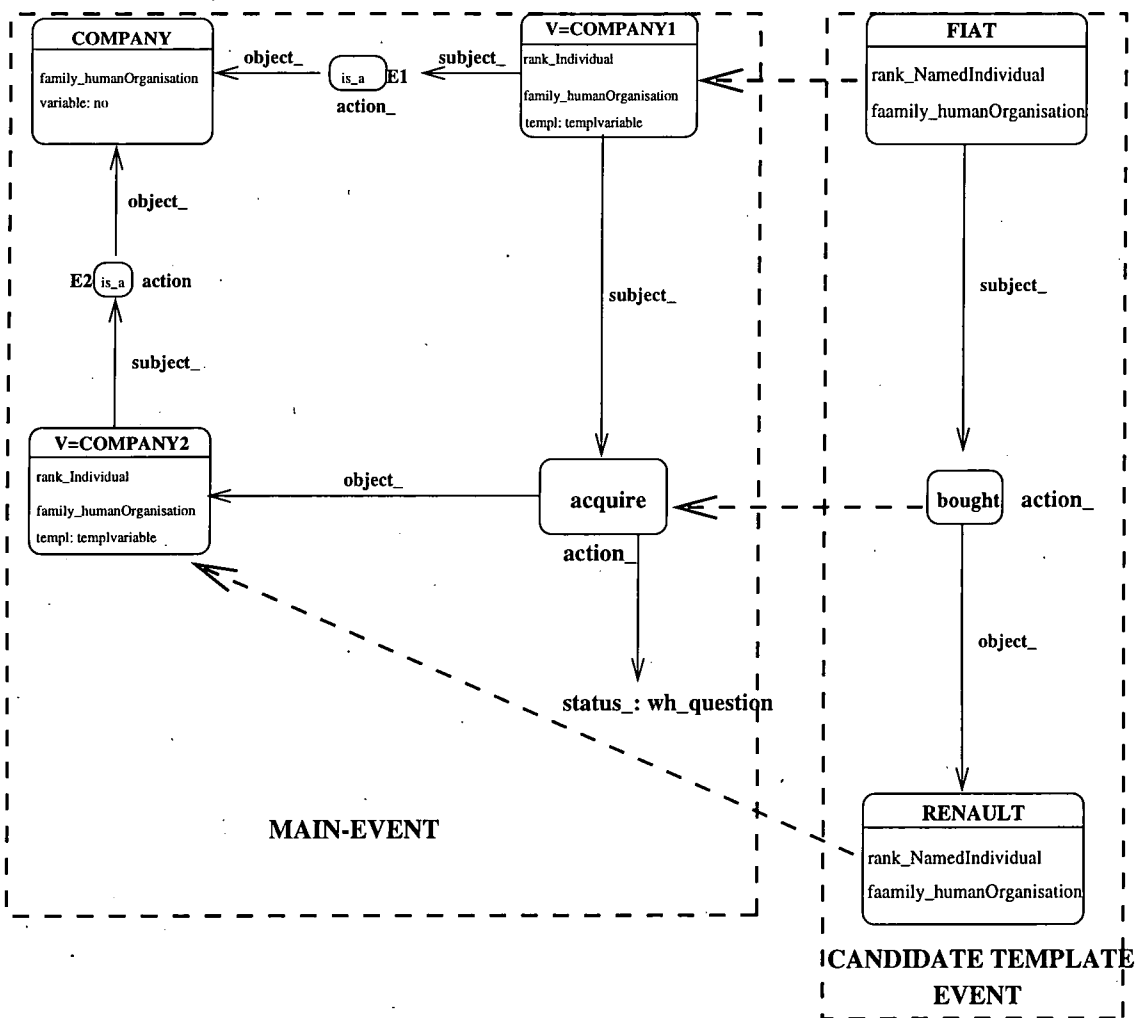 COMPANY
family_humanOrganisation
variable: no
object_
is_a
E1
action_
subject_
V=COMPANY1
rank_Individual
family_humanOrganisation
templ: templvariable
FIAT
rank_NamedIndividual
faamily_humanOrganisation
object_
E2
is_a
action
subject_
subject_
subject_
V=COMPANY2
rank_Individual
family_humanOrganisation
templ: templvariable
object_
acquire
action_
bought
action_
object_
status_: wh_question
MAIN-EVENT
RENAULT
rank_NamedIndividual
faamily_humanOrganisation
CANDIDATE TEMPLATE
EVENT